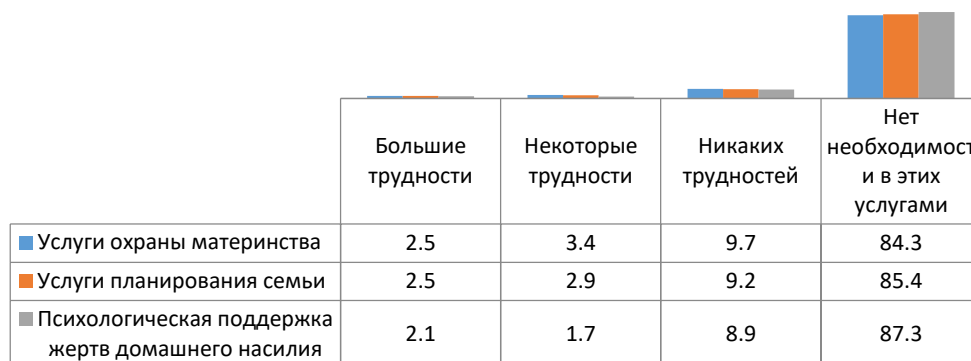 Большие
трудности
Некоторые
трудности
Никаких
трудностей
Нет
необходимост
и в этих
услугами
Услуги охраны материнства 2.5 3.4 9.7 84.3
Услуги планирования семьи 2.5 2.9 9.2 85.4
Психологическая поддержка
жертв домашнего насилия 2.1 1.7 8.9 87.3